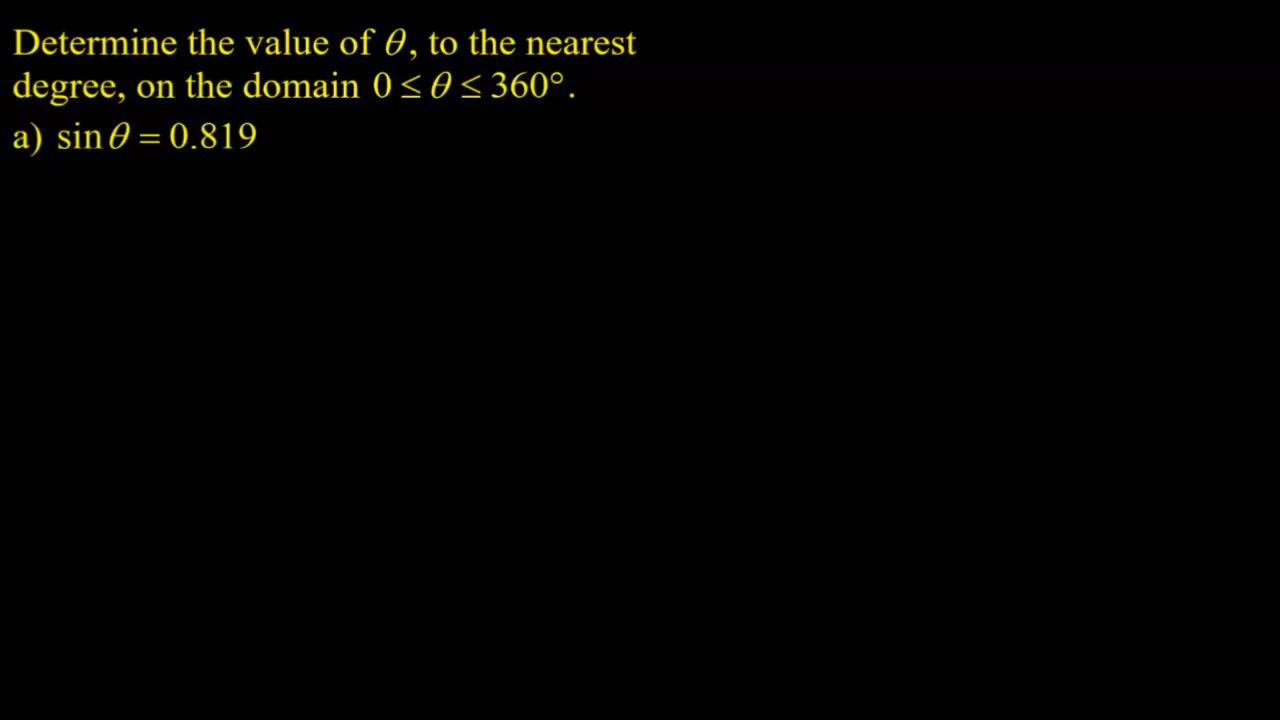 Determine the value of θ, to the nearest
degree, on the domain 0 ≤ θ ≤ 360°.
a) sin θ = 0.819